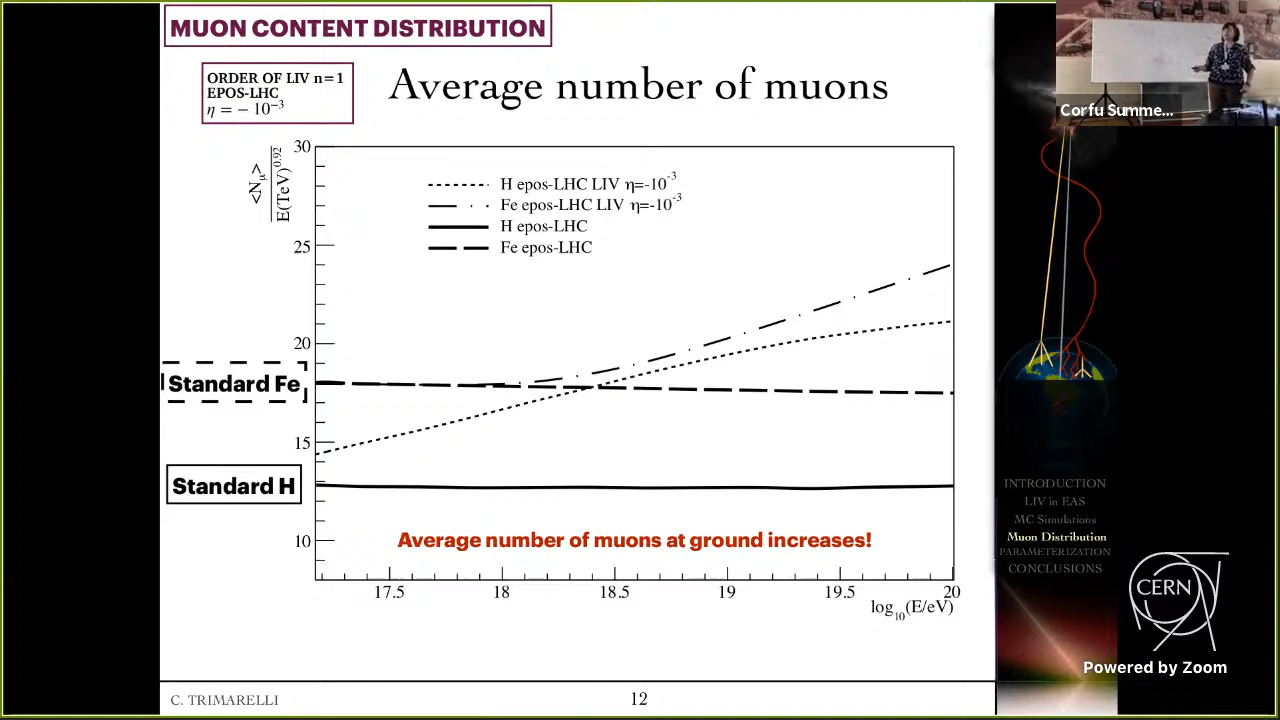 MUON CONTENT DISTRIBUTION
ORDER OF LIV n=1
EPOS-LHC
η = − 10⁻³
Average number of muons
Corfu Summe...
<Nμ>
E(TeV)^0.92
30
25
20
15
10
H epos-LHC LIV η=-10⁻³
Fe epos-LHC LIV η=-10⁻³
H epos-LHC
Fe epos-LHC
Standard Fe
Standard H
Average number of muons at ground increases!
17.5 18 18.5 19 19.5 20
log₁₀(E/eV)
INTRODUCTION
LIV in EAS
MC Simulations
Muon Distribution
PARAMETERIZATION
CONCLUSIONS
CERN
Powered by Zoom
C. TRIMARELLI
12